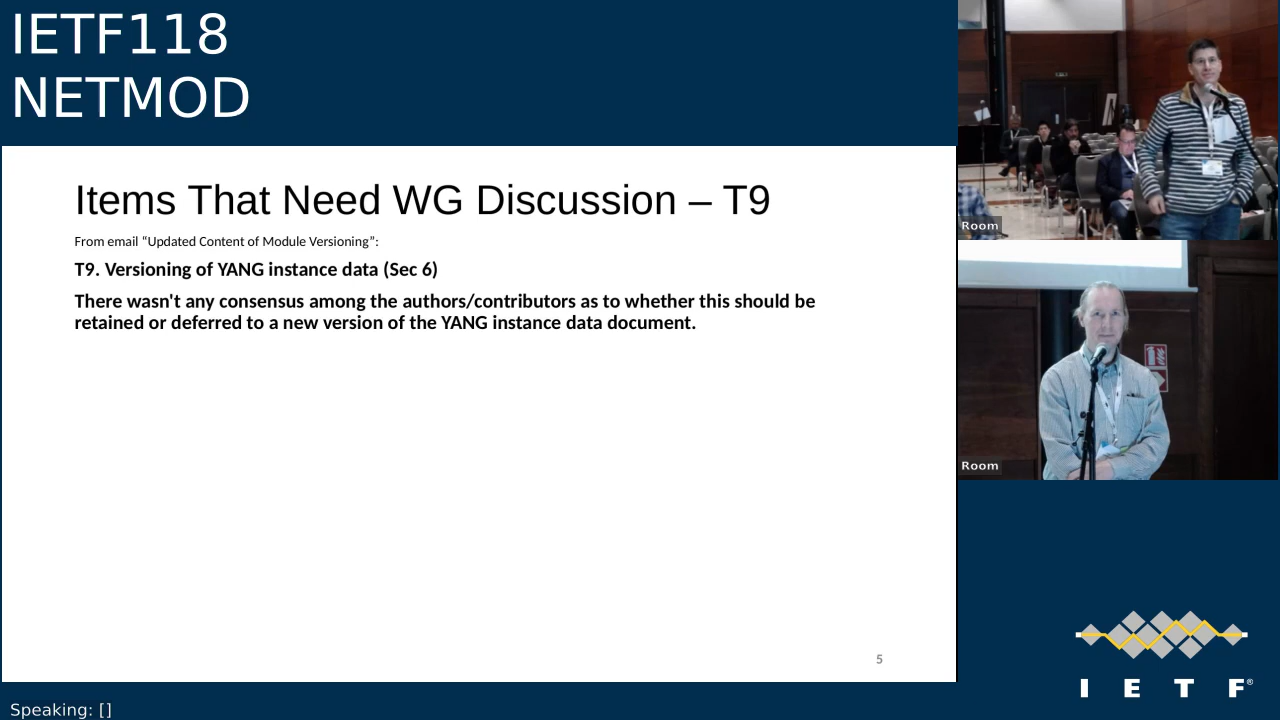 IETF118
NETMOD
Items That Need WG Discussion – T9
From email “Updated Content of Module Versioning”:
T9. Versioning of YANG instance data (Sec 6)
There wasn't any consensus among the authors/contributors as to whether this should be
retained or deferred to a new version of the YANG instance data document.
5
Room
Room
I E T F®
Speaking: []